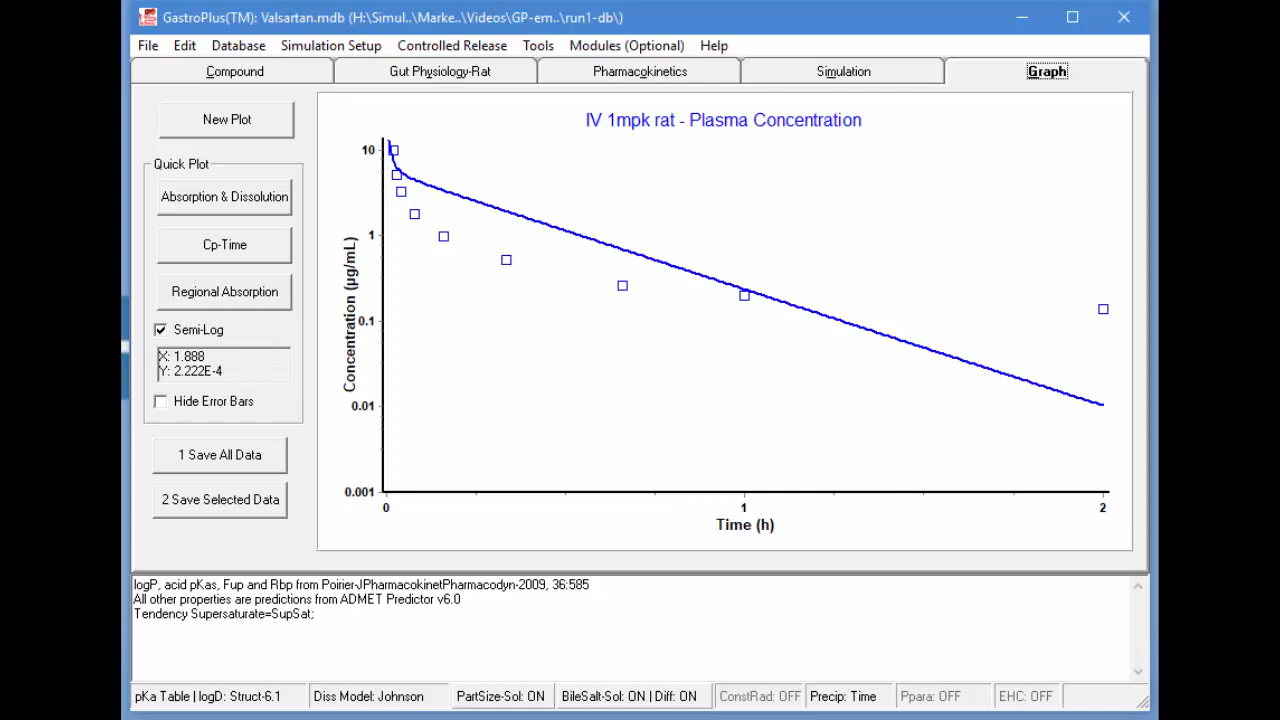 GastroPlus(TM): Valsartan.mdb (H:\Simul..\Marke..\Videos\GP-em..\run1-db\)
File Edit Database Simulation Setup Controlled Release Tools Modules (Optional) Help
Compound Gut Physiology-Rat Pharmacokinetics Simulation Graph
New Plot
Quick Plot
Absorption & Dissolution
Cp-Time
Regional Absorption
Semi-Log
X: 1.888
Y: 2.222E-4
Hide Error Bars
1 Save All Data
2 Save Selected Data
IV 1mpk rat - Plasma Concentration
10
1
0.1
0.01
0.001
Concentration (µg/mL)
0 1 2
Time (h)
logP, acid pKas, Fup and Rbp from Poirier-JPharmacokinetPharmacodyn-2009, 36:585
All other properties are predictions from ADMET Predictor v6.0
Tendency Supersaturate=SupSat;
pKa Table | logD: Struct-6.1 Diss Model: Johnson PartSize-Sol: ON BileSalt-Sol: ON | Diff: ON ConstRad: OFF Precip: Time Ppara: OFF EHC: OFF